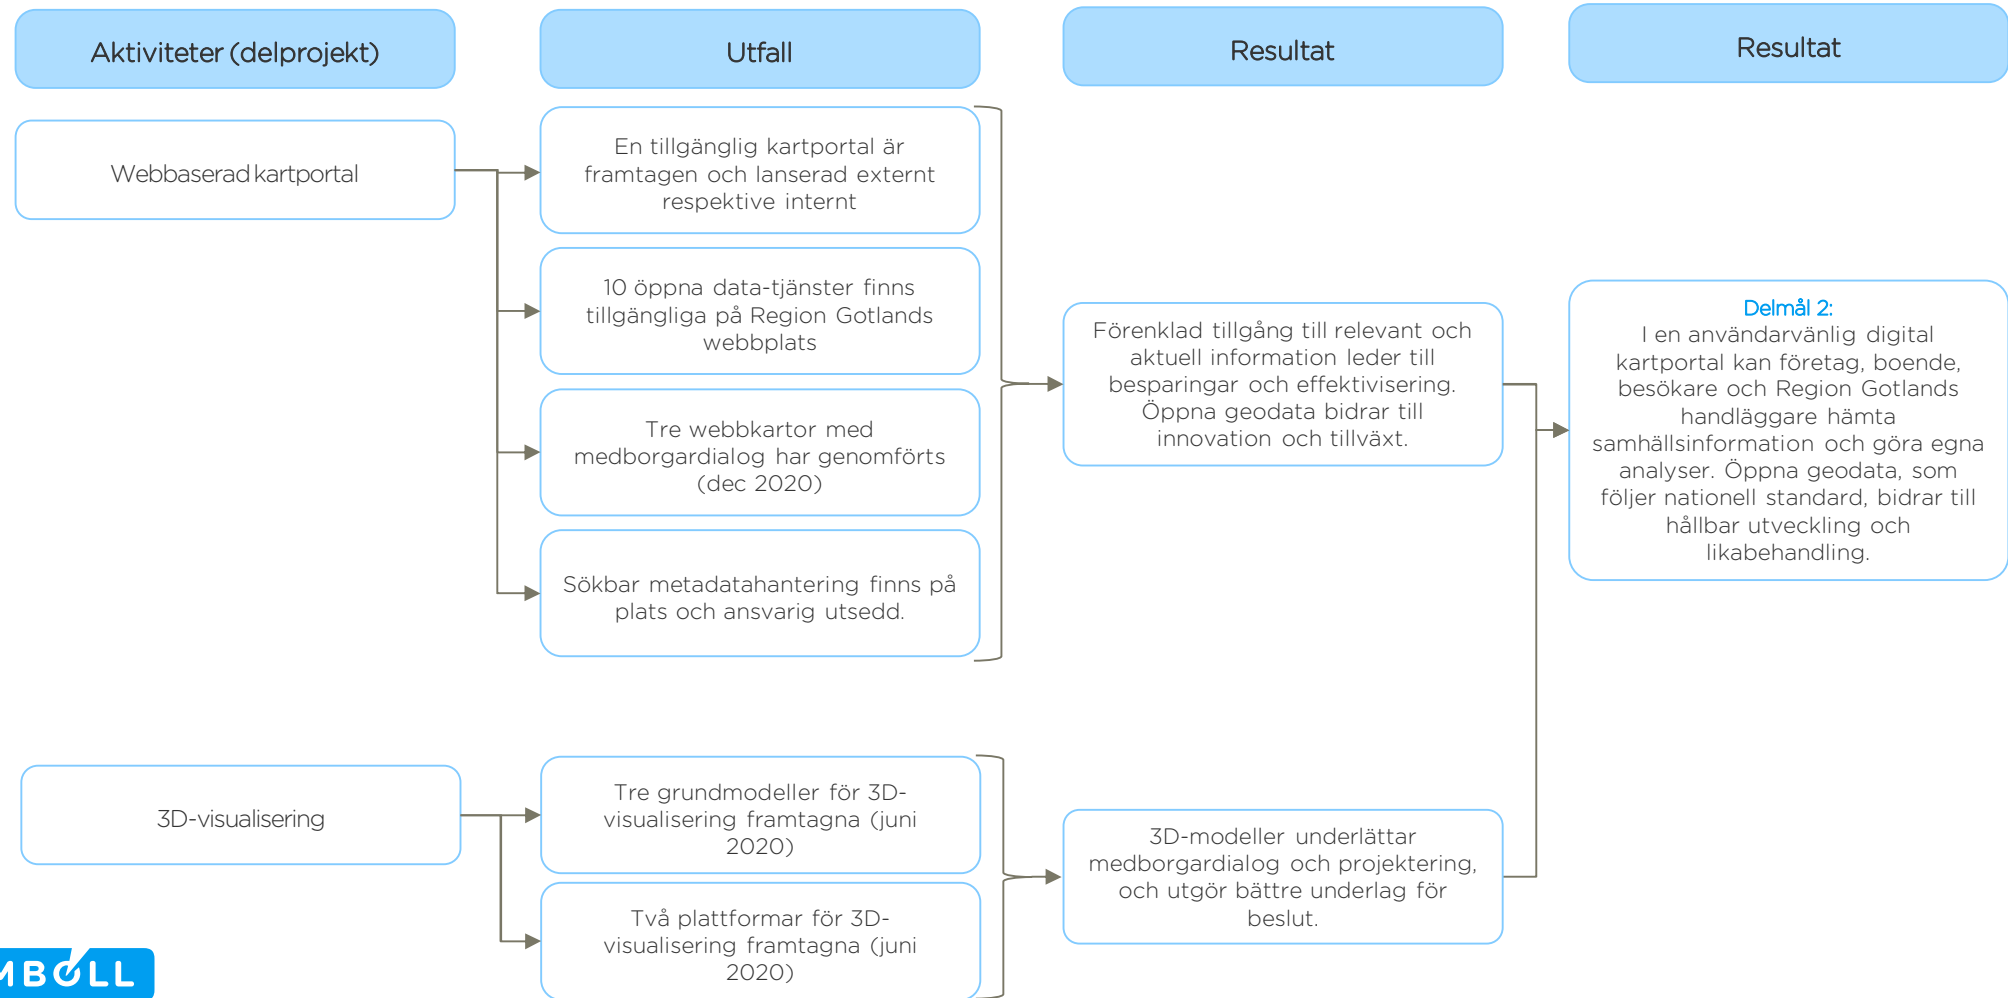 Aktiviteter (delprojekt)
Utfall
Resultat
Resultat
Webbaserad kartportal
En tillgänglig kartportal är
framtagen och lanserad externt
respektive internt
10 öppna data-tjänster finns
tillgängliga på Region Gotlands
webbplats
Tre webbkartor med
medborgardialog har genomförts
(dec 2020)
Sökbar metadatahantering finns på
plats och ansvarig utsedd.
Förenklad tillgång till relevant och
aktuell information leder till
besparingar och effektivisering.
Öppna geodata bidrar till
innovation och tillväxt.
Delmål 2:
I en användarvänlig digital
kartportal kan företag, boende,
besökare och Region Gotlands
handläggare hämta
samhällsinformation och göra egna
analyser. Öppna geodata, som
följer nationell standard, bidrar till
hållbar utveckling och
likabehandling.
3D-visualisering
Tre grundmodeller för 3D-
visualisering framtagna (juni
2020)
Två plattformar för 3D-
visualisering framtagna (juni
2020)
3D-modeller underlättar
medborgardialog och projektering,
och utgör bättre underlag för
beslut.
MBOLL